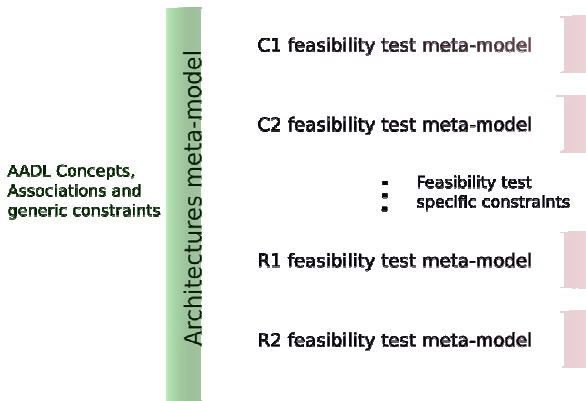 AADL Concepts,
Associations and
generic constraints
Architectures meta-model
C1 feasibility test meta-model
C2 feasibility test meta-model
Feasibility test
specific constraints
R1 feasibility test meta-model
R2 feasibility test meta-model